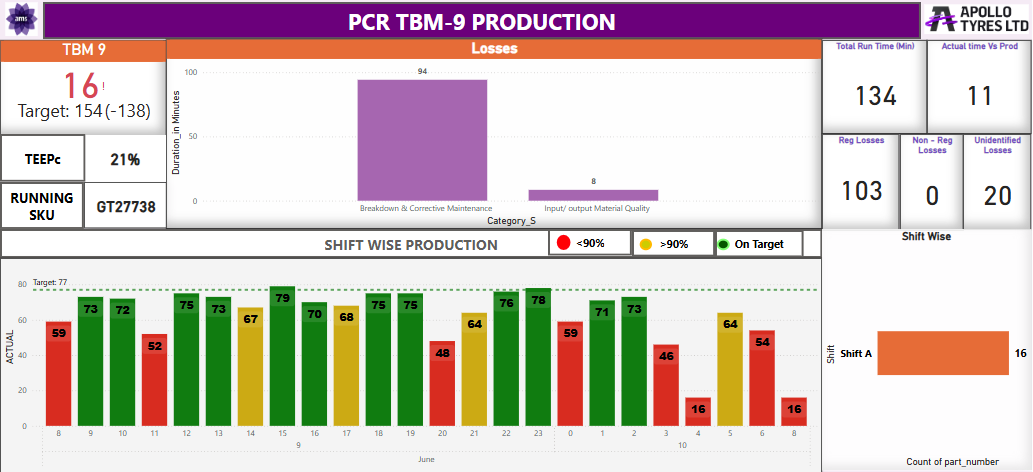 ams
PCR TBM-9 PRODUCTION
APOLLO
TYRES LTD
TBM 9
16!
Target: 154 (-138)
TEEPc
21%
RUNNING
SKU
GT27738
Losses
Duration_in Minutes
100
50
0
94
8
Breakdown & Corrective Maintenance
Input/ output Material Quality
Category_S
Total Run Time (Min)
134
Actual time Vs Prod
11
Reg Losses
103
Non - Reg
Losses
0
Unidentified
Losses
20
SHIFT WISE PRODUCTION
<90%
>90%
On Target
ACTUAL
80
60
40
20
0
Target: 77
59 73 72 52 75 73 67 79 70 68 75 75 48 64 76 78 59 71 73 46 16 64 54 16
8 9 10 11 12 13 14 15 16 17 18 19 20 21 22 23 0 1 2 3 4 5 6 8
9 10
June
Shift Wise
Shift
Shift A
16
Count of part_number